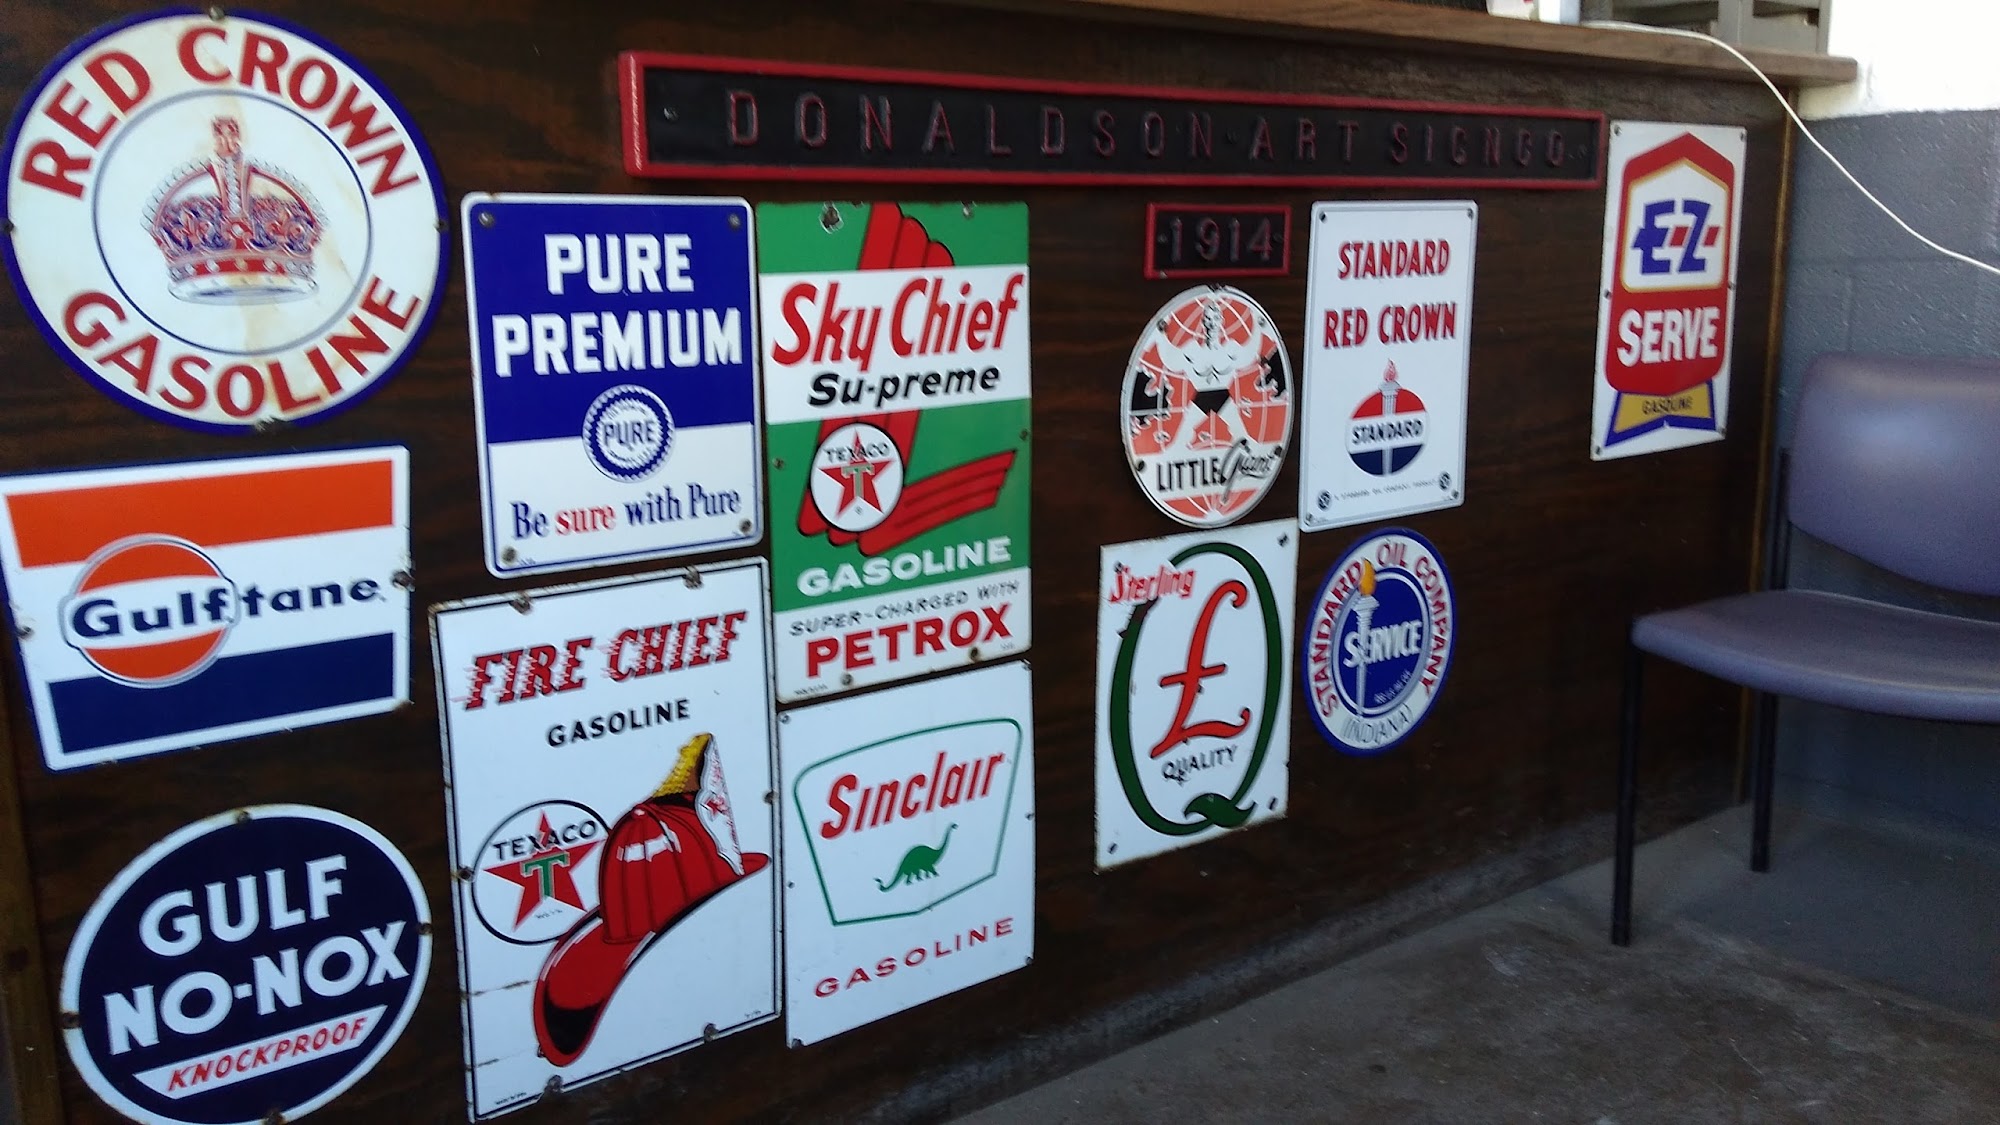 RED CROWN
GASOLINE
DONALDSON·ART SIGN CO
1914
PURE
PREMIUM
PURE
Be sure with Pure
Sky Chief
Su-preme
TEXACO
T
GASOLINE
SUPER-CHARGED WITH
PETROX
LITTLE Giant
STANDARD
RED CROWN
STANDARD
E-Z
SERVE
GASOLINE
Gulftane
FIRE CHIEF
GASOLINE
TEXACO
T
Sinclair
GASOLINE
Sterling
£
QUALITY
STANDARD OIL COMPANY
SERVICE
(INDIANA)
GULF
NO-NOX
KNOCKPROOF